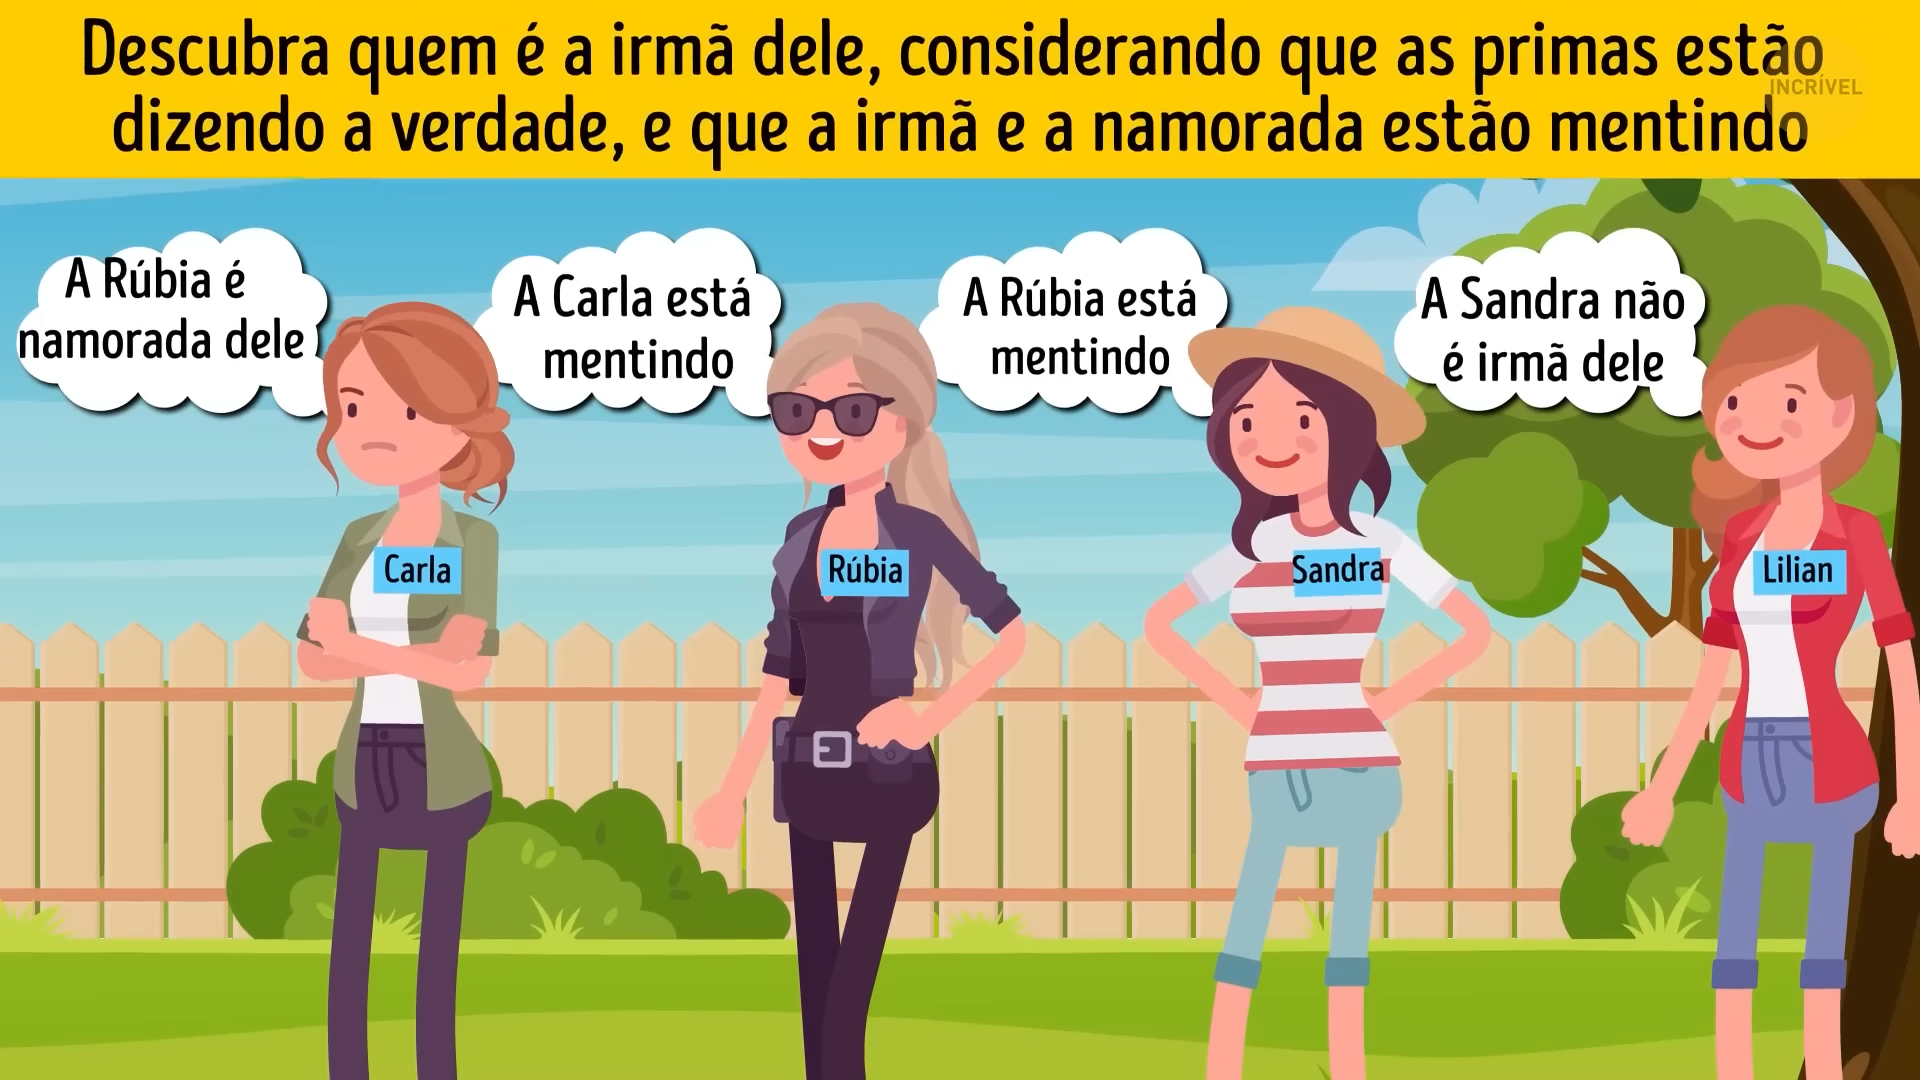 Descubra quem é a irmã dele, considerando que as primas estão
dizendo a verdade, e que a irmã e a namorada estão mentindo
INCRÍVEL
A Rúbia é
namorada dele
A Carla está
mentindo
A Rúbia está
mentindo
A Sandra não
é irmã dele
Carla
Rúbia
Sandra
Lilian